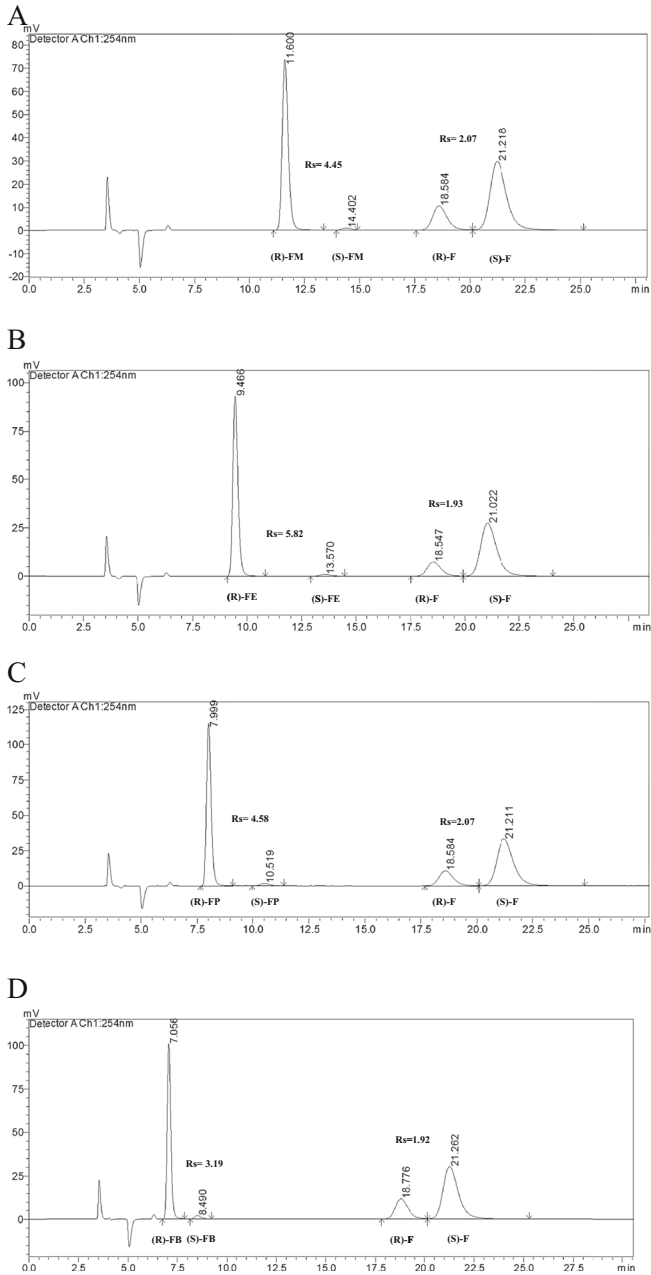 A
mV
Detector A Ch1:254nm
80
70
60
50
40
30
20
10
0
-10
-20
11.600
Rs= 4.45
14.402
Rs= 2.07
18.584
21.218
(R)-FM (S)-FM (R)-F (S)-F
0.0 2.5 5.0 7.5 10.0 12.5 15.0 17.5 20.0 22.5 25.0 min
B
mV
Detector A Ch1:254nm
100
75
50
25
0
9.466
Rs= 5.82
13.570
Rs=1.93
18.547
21.022
(R)-FE (S)-FE (R)-F (S)-F
0.0 2.5 5.0 7.5 10.0 12.5 15.0 17.5 20.0 22.5 25.0 min
C
mV
Detector A Ch1:254nm
125
100
75
50
25
0
7.999
Rs= 4.58
10.519
Rs=2.07
18.584
21.211
(R)-FP (S)-FP (R)-F (S)-F
0.0 2.5 5.0 7.5 10.0 12.5 15.0 17.5 20.0 22.5 25.0 min
D
mV
Detector A Ch1:254nm
100
75
50
25
0
7.056
Rs= 3.19
8.490
Rs=1.92
18.776
21.262
(R)-FB (S)-FB (R)-F (S)-F
0.0 2.5 5.0 7.5 10.0 12.5 15.0 17.5 20.0 22.5 25.0 min